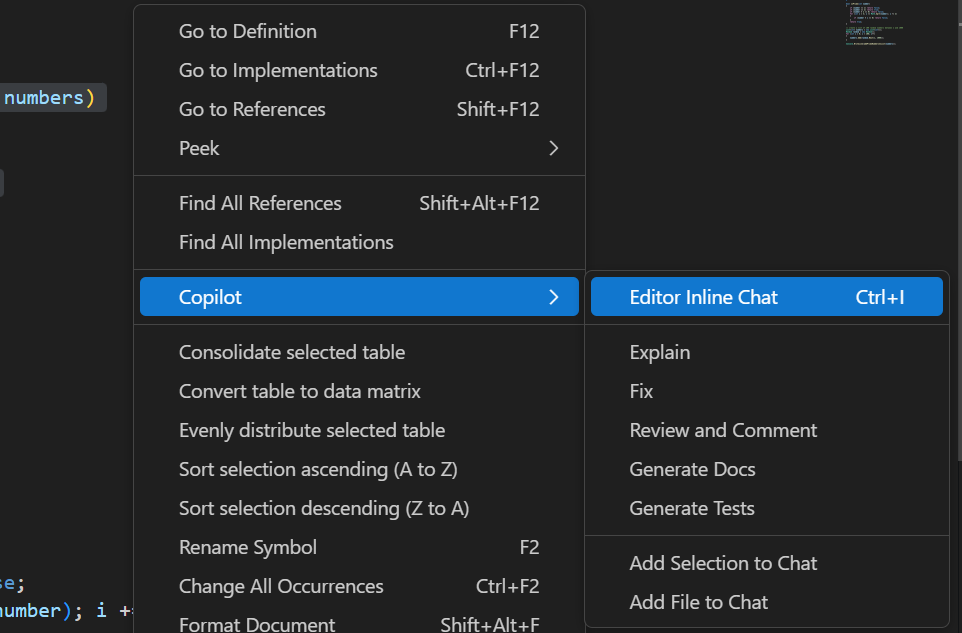 Go to Definition F12
Go to Implementations Ctrl+F12
numbers)
Go to References Shift+F12
Peek
Find All References Shift+Alt+F12
Find All Implementations
Copilot
Editor Inline Chat Ctrl+I
Consolidate selected table
Explain
Convert table to data matrix
Fix
Evenly distribute selected table
Review and Comment
Sort selection ascending (A to Z)
Generate Docs
Sort selection descending (Z to A)
Generate Tests
Rename Symbol F2
Add Selection to Chat
se;
Change All Occurrences Ctrl+F2
Add File to Chat
number); i +
Format Document Shift+Alt+F